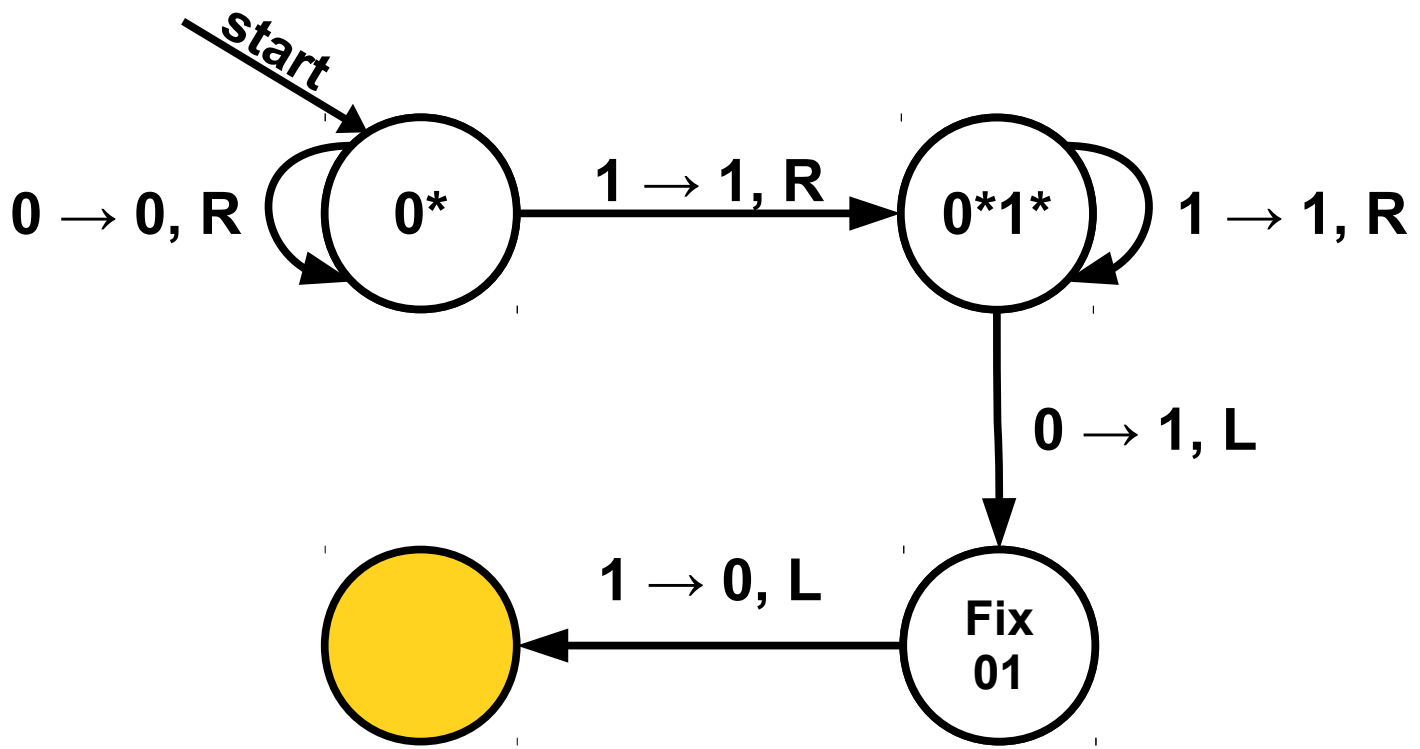 start
0 → 0, R
0*
1 → 1, R
0*1*
1 → 1, R
0 → 1, L
1 → 0, L
Fix
01